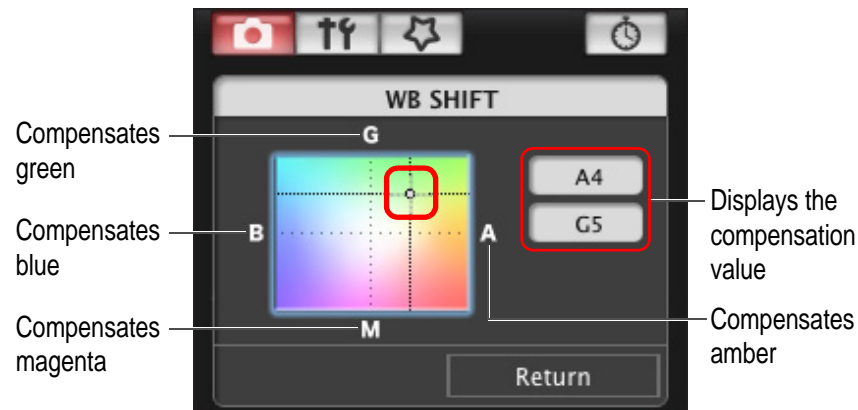 WB SHIFT
Compensates
green
G
A4
Displays the
compensation
value
Compensates
blue
B
A
G5
Compensates
magenta
M
Compensates
amber
Return